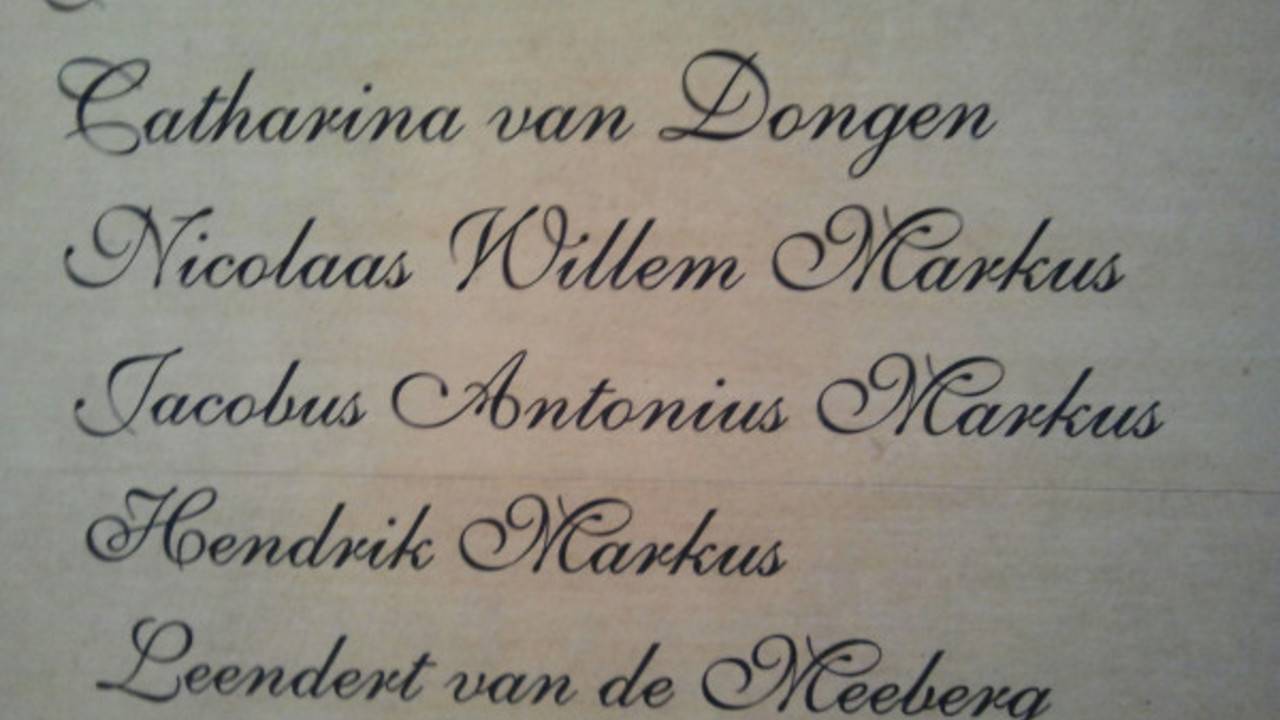 Catharina van Dongen
Nicolaas Willem Markus
Jacobus Antonius Markus
Hendrik Markus
Leendert van de Meeberg